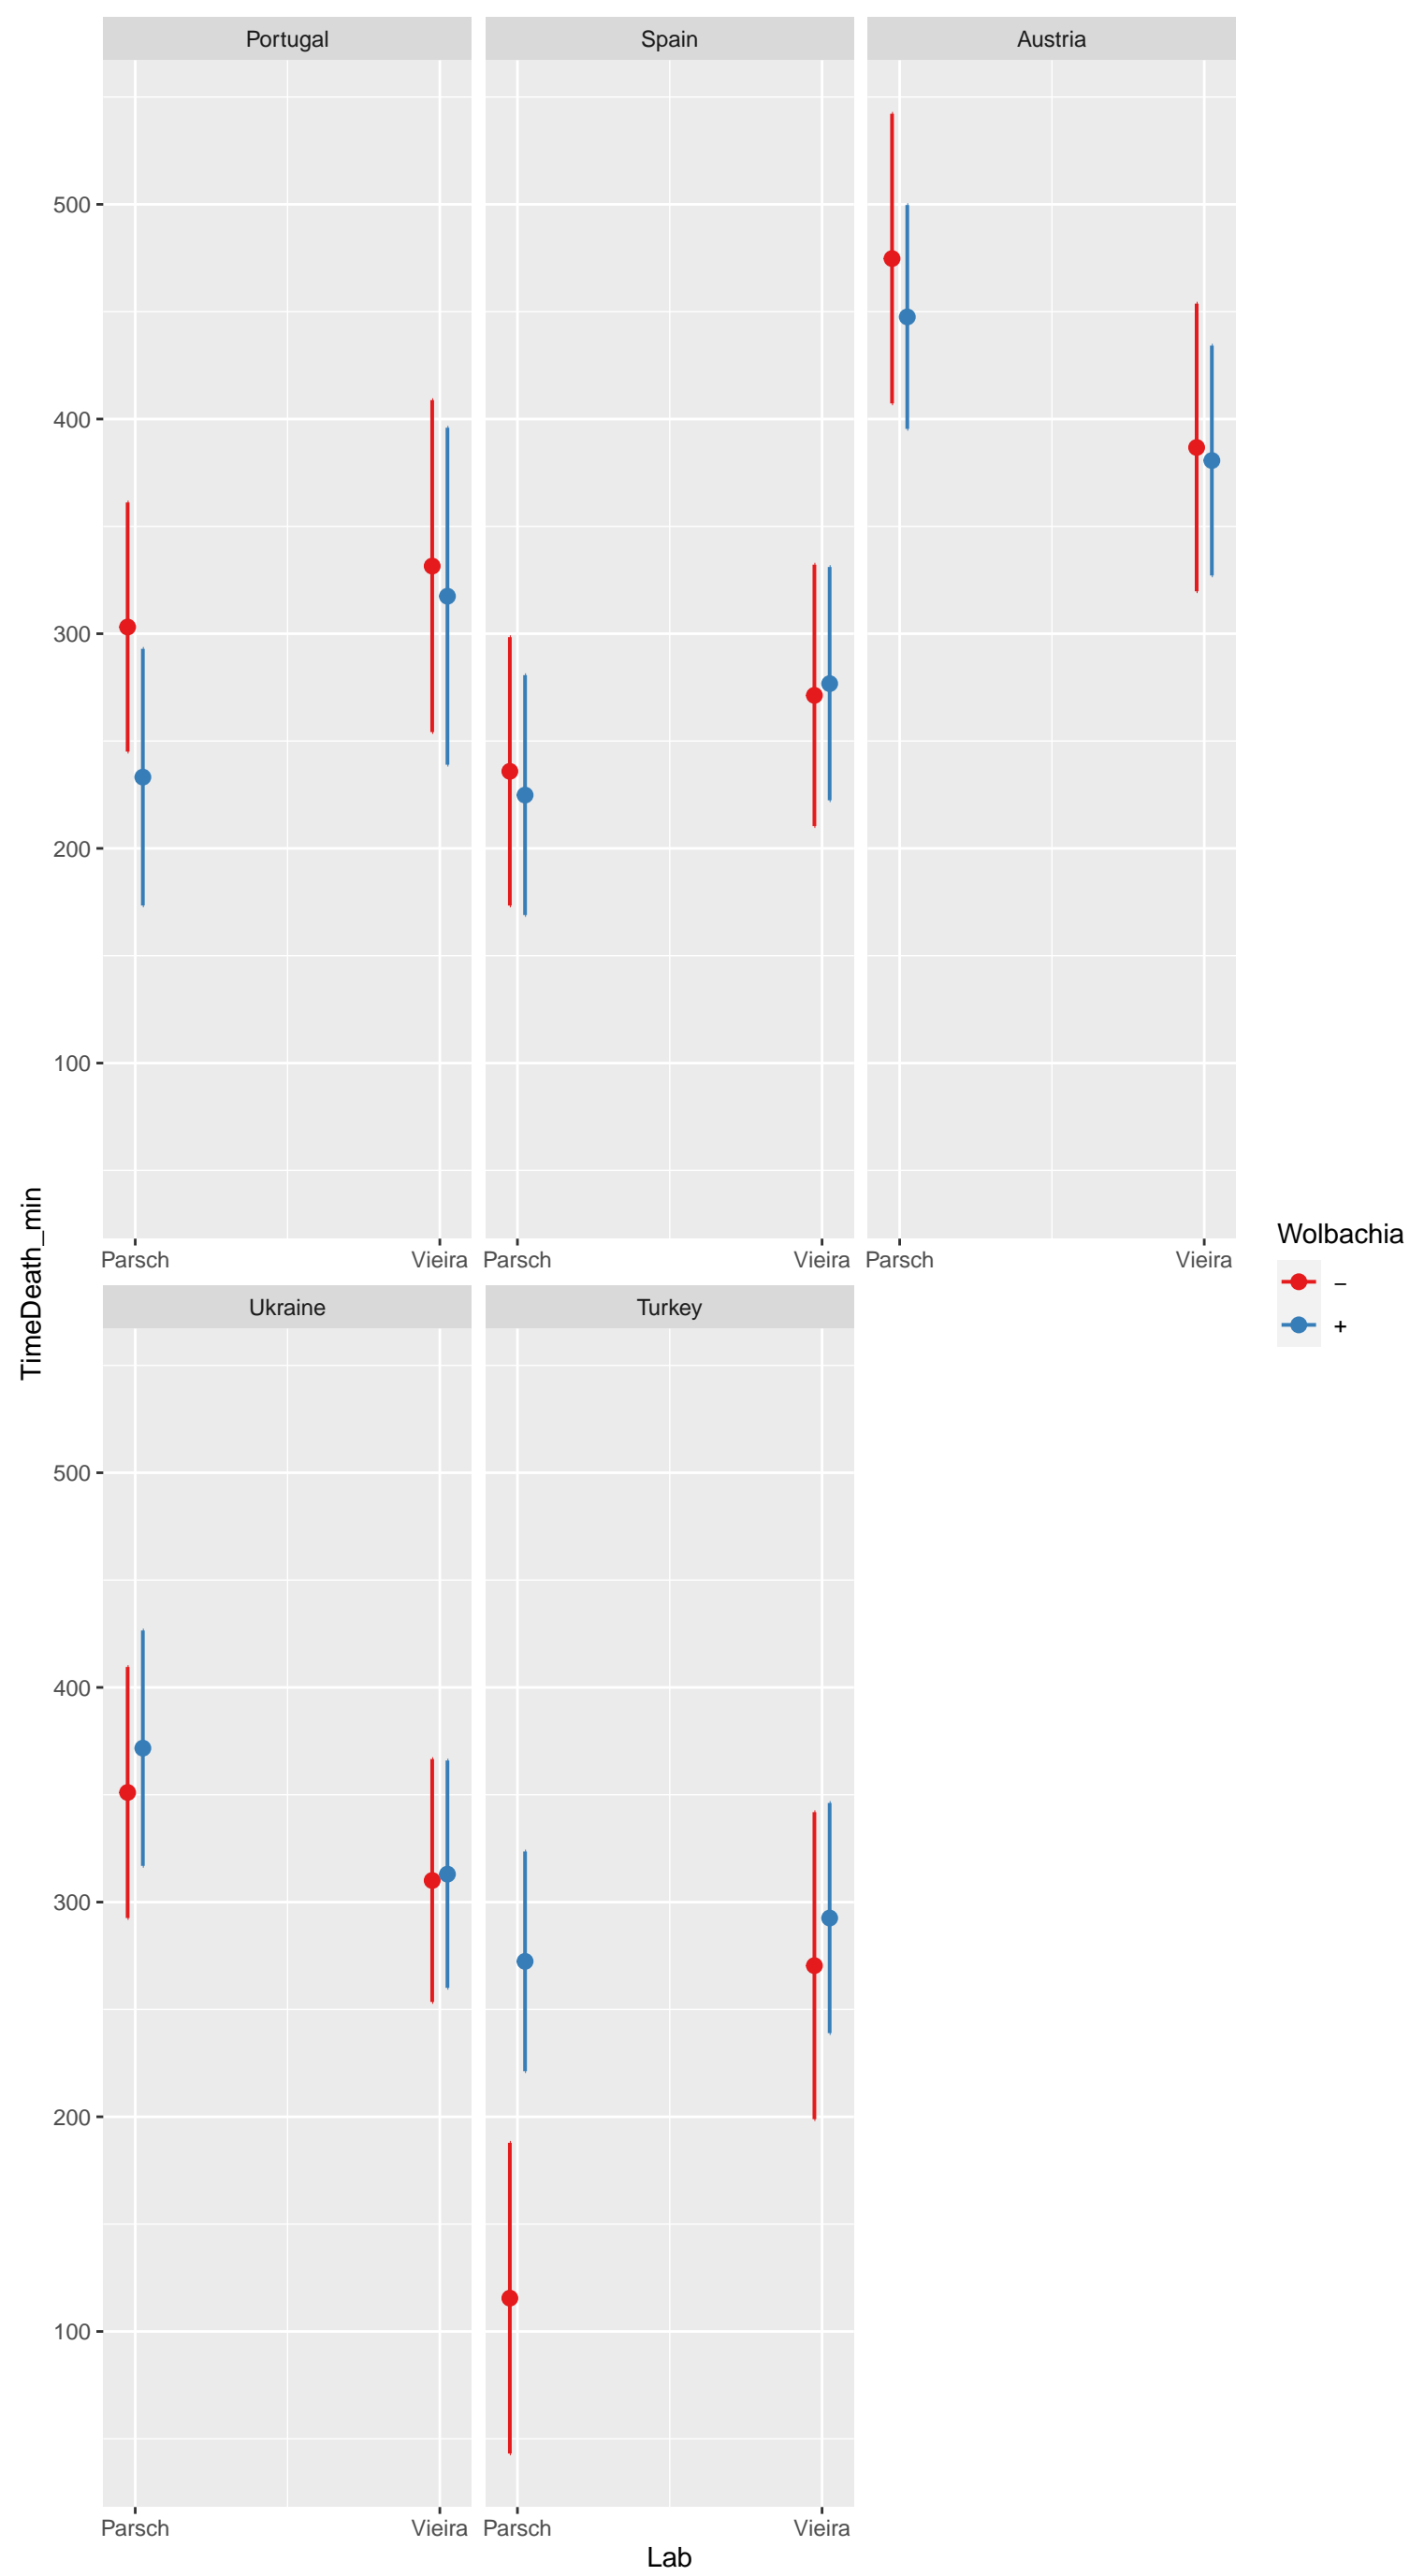 Portugal
Spain
Austria
500
400
300
200
100
Parsch
Vieira
Parsch
Vieira
Parsch
Vieira
TimeDeath_min
Wolbachia
−
+
Ukraine
Turkey
500
400
300
200
100
Parsch
Vieira
Parsch
Vieira
Lab